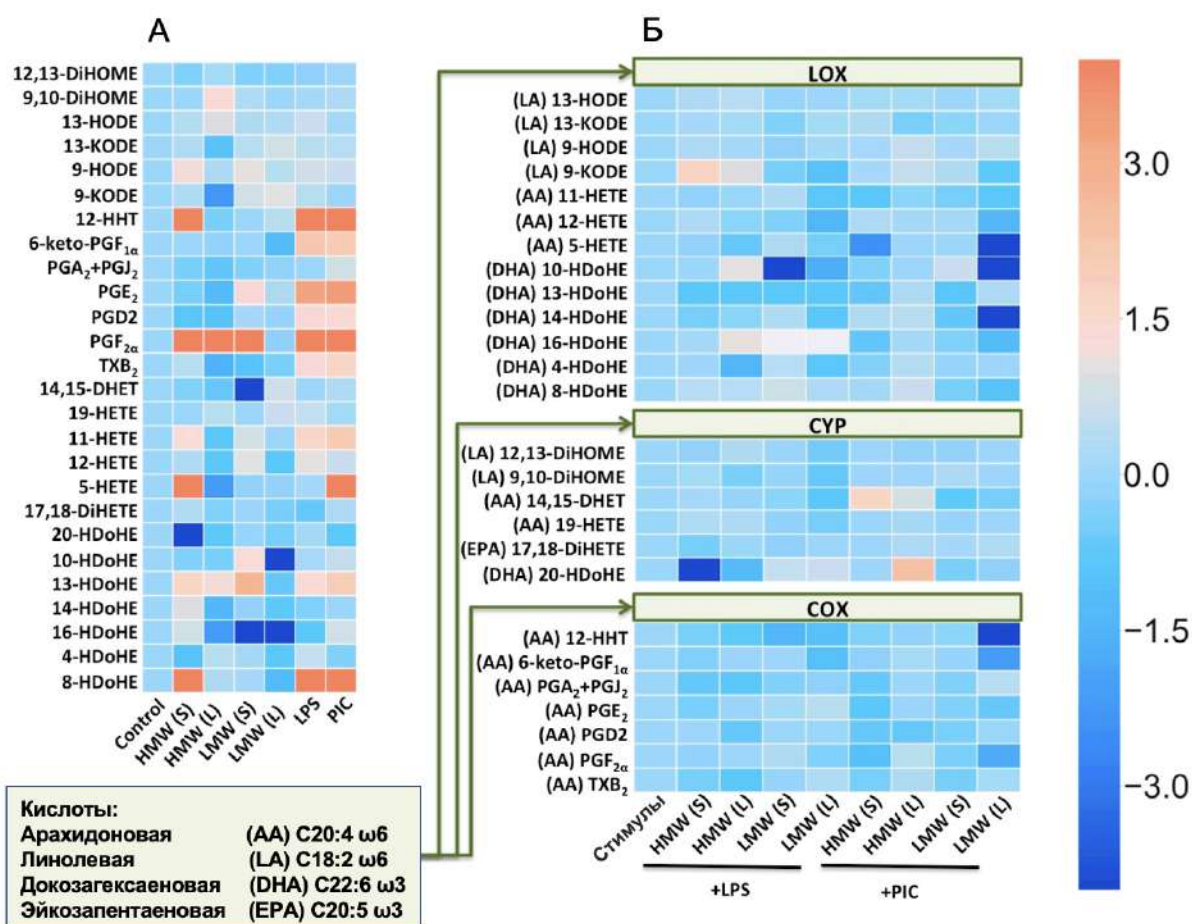 А
12,13-DiHOME
9,10-DiHOME
13-HODE
13-KODE
9-HODE
9-KODE
12-HHT
6-keto-PGF1α
PGA2+PGJ2
PGE2
PGD2
PGF2α
TXB2
14,15-DHET
19-HETE
11-HETE
12-HETE
5-HETE
17,18-DiHETE
20-HDoHE
10-HDoHE
13-HDoHE
14-HDoHE
16-HDoHE
4-HDoHE
8-HDoHE
Control
HMW (S)
HMW (L)
LMW (S)
LMW (L)
LPS
PIC
Б
LOX
(LA) 13-HODE
(LA) 13-KODE
(LA) 9-HODE
(LA) 9-KODE
(AA) 11-HETE
(AA) 12-HETE
(AA) 5-HETE
(DHA) 10-HDoHE
(DHA) 13-HDoHE
(DHA) 14-HDoHE
(DHA) 16-HDoHE
(DHA) 4-HDoHE
(DHA) 8-HDoHE
CYP
(LA) 12,13-DiHOME
(LA) 9,10-DiHOME
(AA) 14,15-DHET
(AA) 19-HETE
(EPA) 17,18-DiHETE
(DHA) 20-HDoHE
COX
(AA) 12-HHT
(AA) 6-keto-PGF1α
(AA) PGA2+PGJ2
(AA) PGE2
(AA) PGD2
(AA) PGF2α
(AA) TXB2
Стимулы
HMW (S)
HMW (L)
LMW (S)
LMW (L)
HMW (S)
HMW (L)
LMW (S)
LMW (L)
+LPS
+PIC
3.0
1.5
0.0
−1.5
−3.0
Кислоты:
Арахидоновая (AA) C20:4 ω6
Линолевая (LA) C18:2 ω6
Докозагексаеновая (DHA) C22:6 ω3
Эйкозапентаеновая (EPA) C20:5 ω3